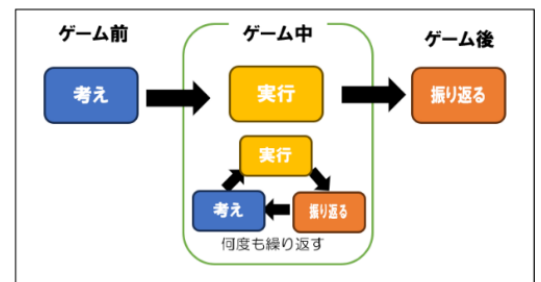 ゲーム前
ゲーム中
ゲーム後
考え
実行
振り返る
実行
考え
振り返る
何度も繰り返す